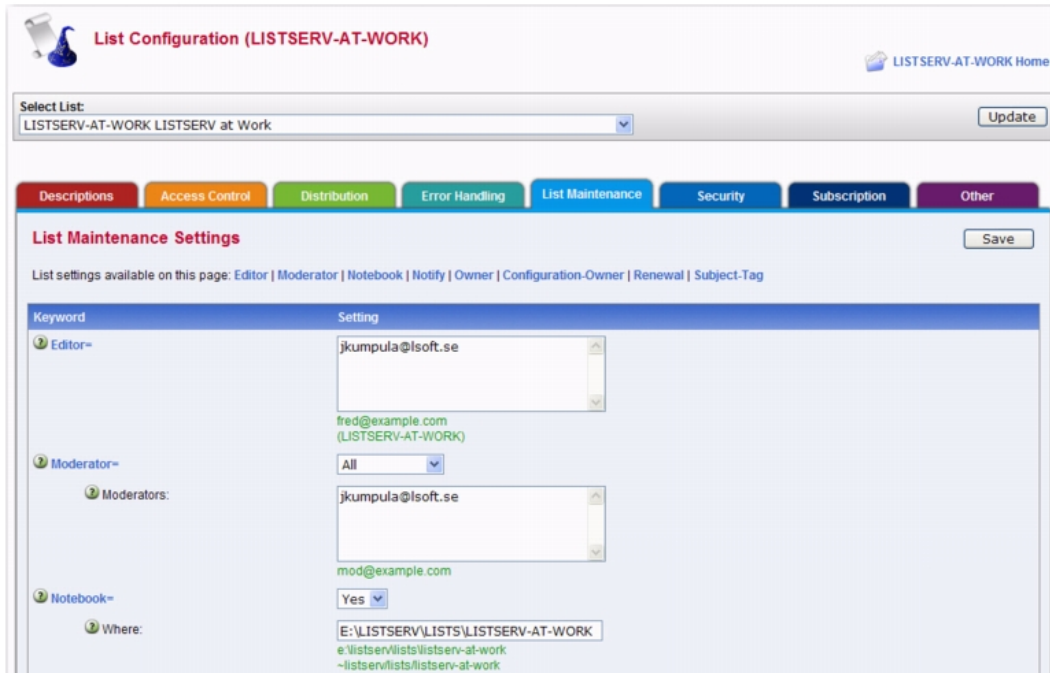 List Configuration (LISTSERV-AT-WORK)
LISTSERV-AT-WORK Home
Select List:
LISTSERV-AT-WORK LISTSERV at Work
Update
Descriptions Access Control Distribution Error Handling List Maintenance Security Subscription Other
List Maintenance Settings
Save
List settings available on this page: Editor | Moderator | Notebook | Notify | Owner | Configuration-Owner | Renewal | Subject-Tag
Keyword Setting
Editor=
jkumpula@lsoft.se
fred@example.com
(LISTSERV-AT-WORK)
Moderator=
All
Moderators:
jkumpula@lsoft.se
mod@example.com
Notebook=
Yes
Where:
E:\LISTSERV\LISTS\LISTSERV-AT-WORK
e:\listserv\lists\listserv-at-work
~listserv/lists/listserv-at-work